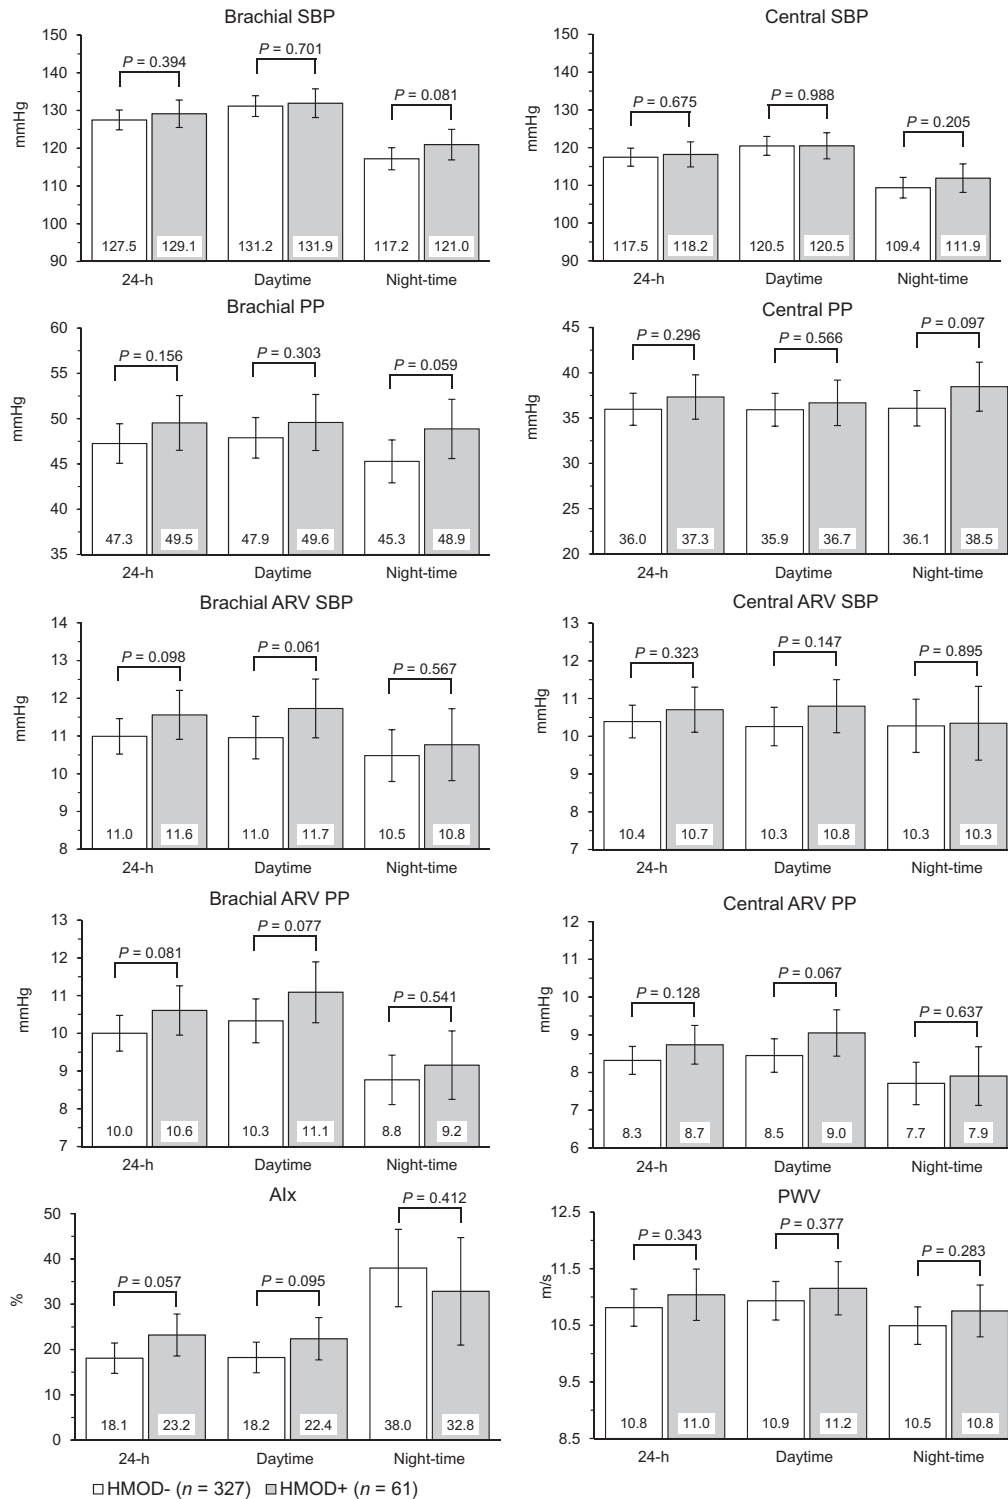 Brachial SBP
150
140
130
120
110
100
90
mmHg
P = 0.394
P = 0.701
P = 0.081
127.5
129.1
131.2
131.9
117.2
121.0
24-h
Daytime
Night-time
Central SBP
150
140
130
120
110
100
90
mmHg
P = 0.675
P = 0.988
P = 0.205
117.5
118.2
120.5
120.5
109.4
111.9
24-h
Daytime
Night-time
Brachial PP
60
55
50
45
40
35
mmHg
P = 0.156
P = 0.303
P = 0.059
47.3
49.5
47.9
49.6
45.3
48.9
24-h
Daytime
Night-time
Central PP
45
40
35
30
25
20
mmHg
P = 0.296
P = 0.566
P = 0.097
36.0
37.3
35.9
36.7
36.1
38.5
24-h
Daytime
Night-time
Brachial ARV SBP
14
13
12
11
10
9
8
mmHg
P = 0.098
P = 0.061
P = 0.567
11.0
11.6
11.0
11.7
10.5
10.8
24-h
Daytime
Night-time
Central ARV SBP
13
12
11
10
9
8
7
mmHg
P = 0.323
P = 0.147
P = 0.895
10.4
10.7
10.3
10.8
10.3
10.3
24-h
Daytime
Night-time
Brachial ARV PP
13
12
11
10
9
8
7
mmHg
P = 0.081
P = 0.077
P = 0.541
10.0
10.6
10.3
11.1
8.8
9.2
24-h
Daytime
Night-time
Central ARV PP
12
11
10
9
8
7
6
mmHg
P = 0.128
P = 0.067
P = 0.637
8.3
8.7
8.5
9.0
7.7
7.9
24-h
Daytime
Night-time
AIx
50
40
30
20
10
0
%
P = 0.057
P = 0.095
P = 0.412
18.1
23.2
18.2
22.4
38.0
32.8
24-h
Daytime
Night-time
PWV
12.5
11.5
10.5
9.5
8.5
m/s
P = 0.343
P = 0.377
P = 0.283
10.8
11.0
10.9
11.2
10.5
10.8
24-h
Daytime
Night-time
HMOD- (n = 327) HMOD+ (n = 61)